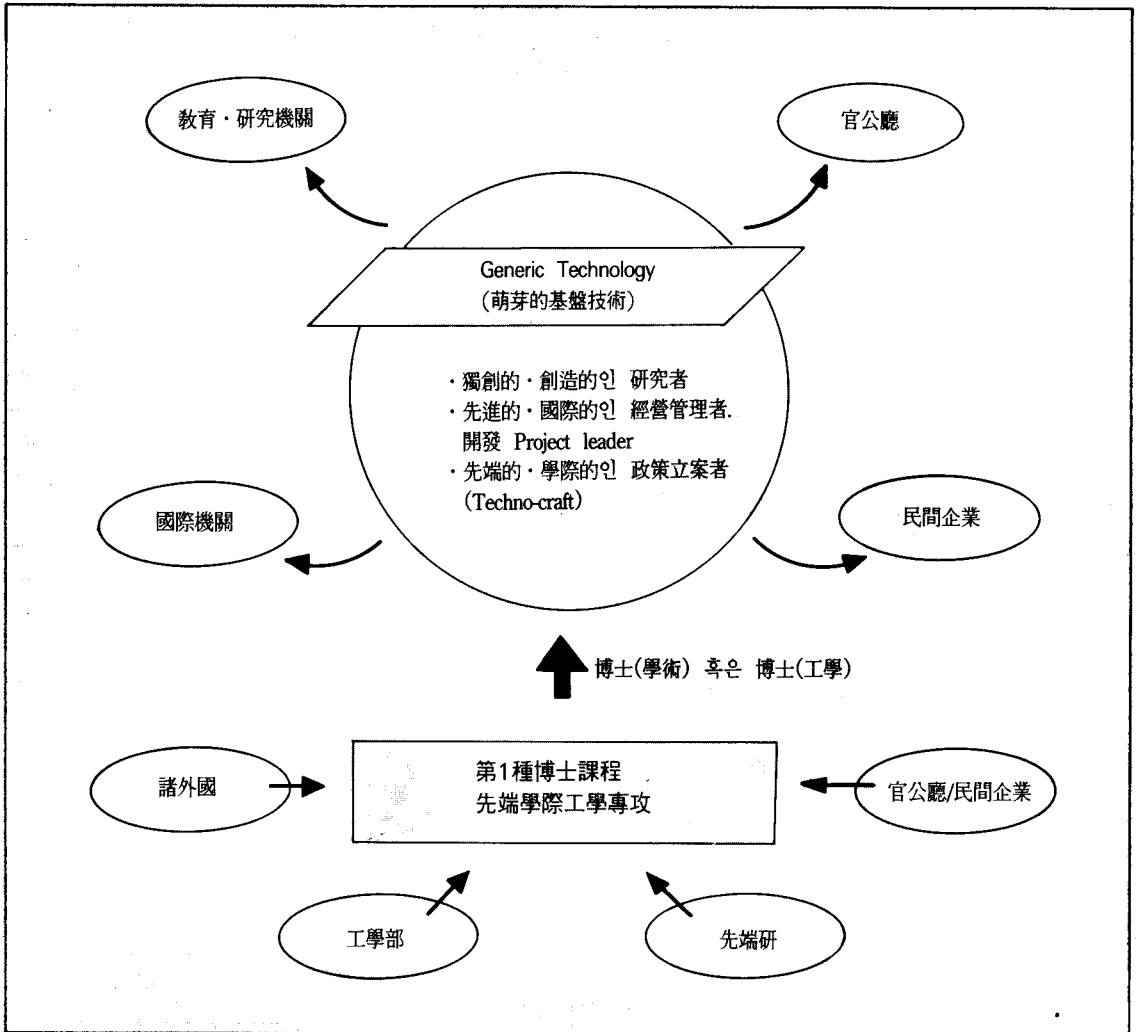 敎育·硏究機關
官公廳
Generic Technology
(萌芽的基盤技術)
·獨創的·創造的인 研究者
·先進的·國際的인 經營管理者.
開發 Project leader
·先端的·學際的인 政策立案者
(Techno-craft)
國際機關
民間企業
博士(學術) 혹은 博士(工學)
諸外國
第1種博士課程
先端學際工學專攻
官公廳/民間企業
工學部
先端研